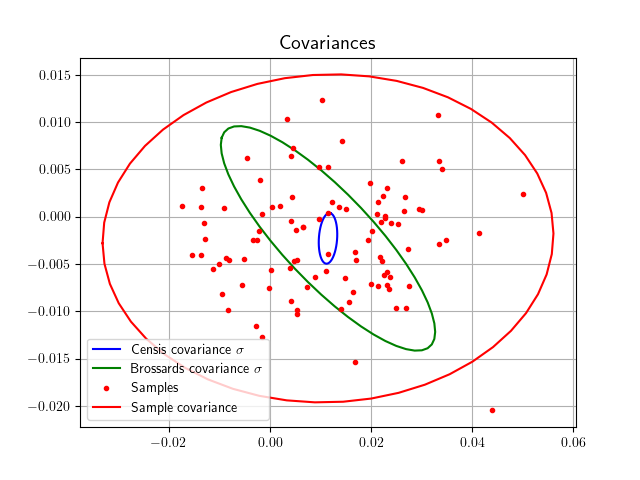 Covariances
0.015
0.010
0.005
0.000
−0.005
−0.010
−0.015
−0.020
Censis covariance σ
Brossards covariance σ
Samples
Sample covariance
−0.02 0.00 0.02 0.04 0.06